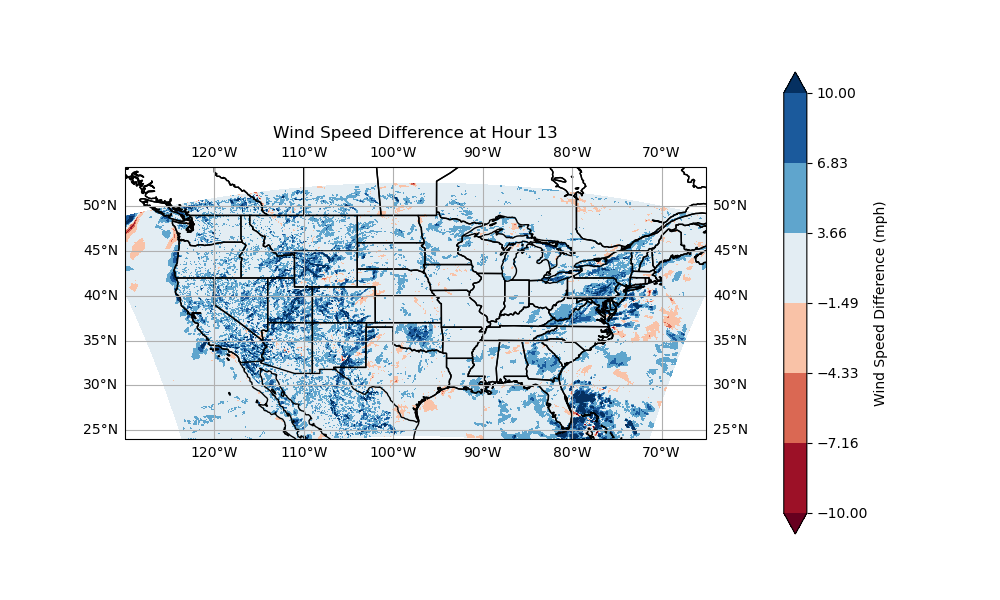 Wind Speed Difference at Hour 13
120°W 110°W 100°W 90°W 80°W 70°W
50°N 50°N
45°N 45°N
40°N 40°N
35°N 35°N
30°N 30°N
25°N 25°N
120°W 110°W 100°W 90°W 80°W 70°W
10.00
6.83
3.66
−1.49
−4.33
−7.16
−10.00
Wind Speed Difference (mph)